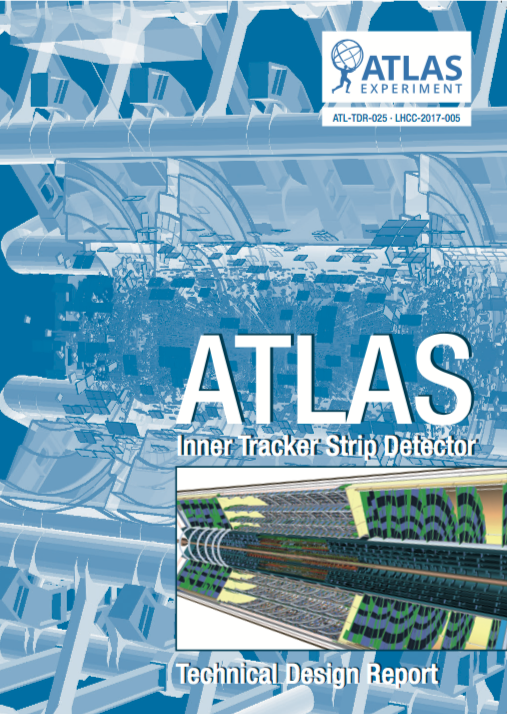 ATLAS
EXPERIMENT
ATL-TDR-025 · LHCC-2017-005
ATLAS
Inner Tracker Strip Detector
Technical Design Report